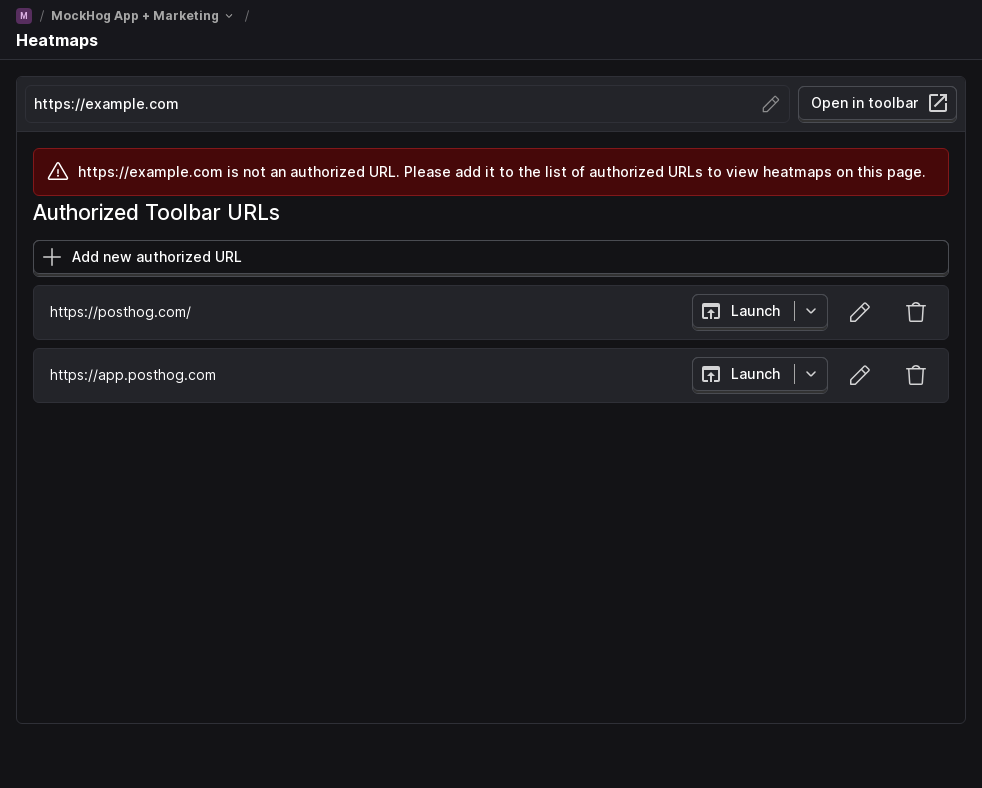 M / MockHog App + Marketing /
Heatmaps
https://example.com
Open in toolbar
https://example.com is not an authorized URL. Please add it to the list of authorized URLs to view heatmaps on this page.
Authorized Toolbar URLs
Add new authorized URL
https://posthog.com/
Launch
https://app.posthog.com
Launch